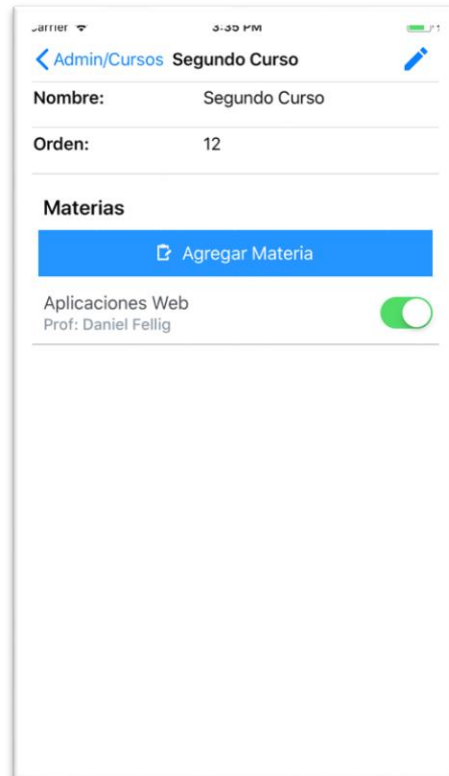 3:35 PM
Admin/Cursos Segundo Curso
Nombre: Segundo Curso
Orden: 12
Materias
Agregar Materia
Aplicaciones Web
Prof: Daniel Fellig